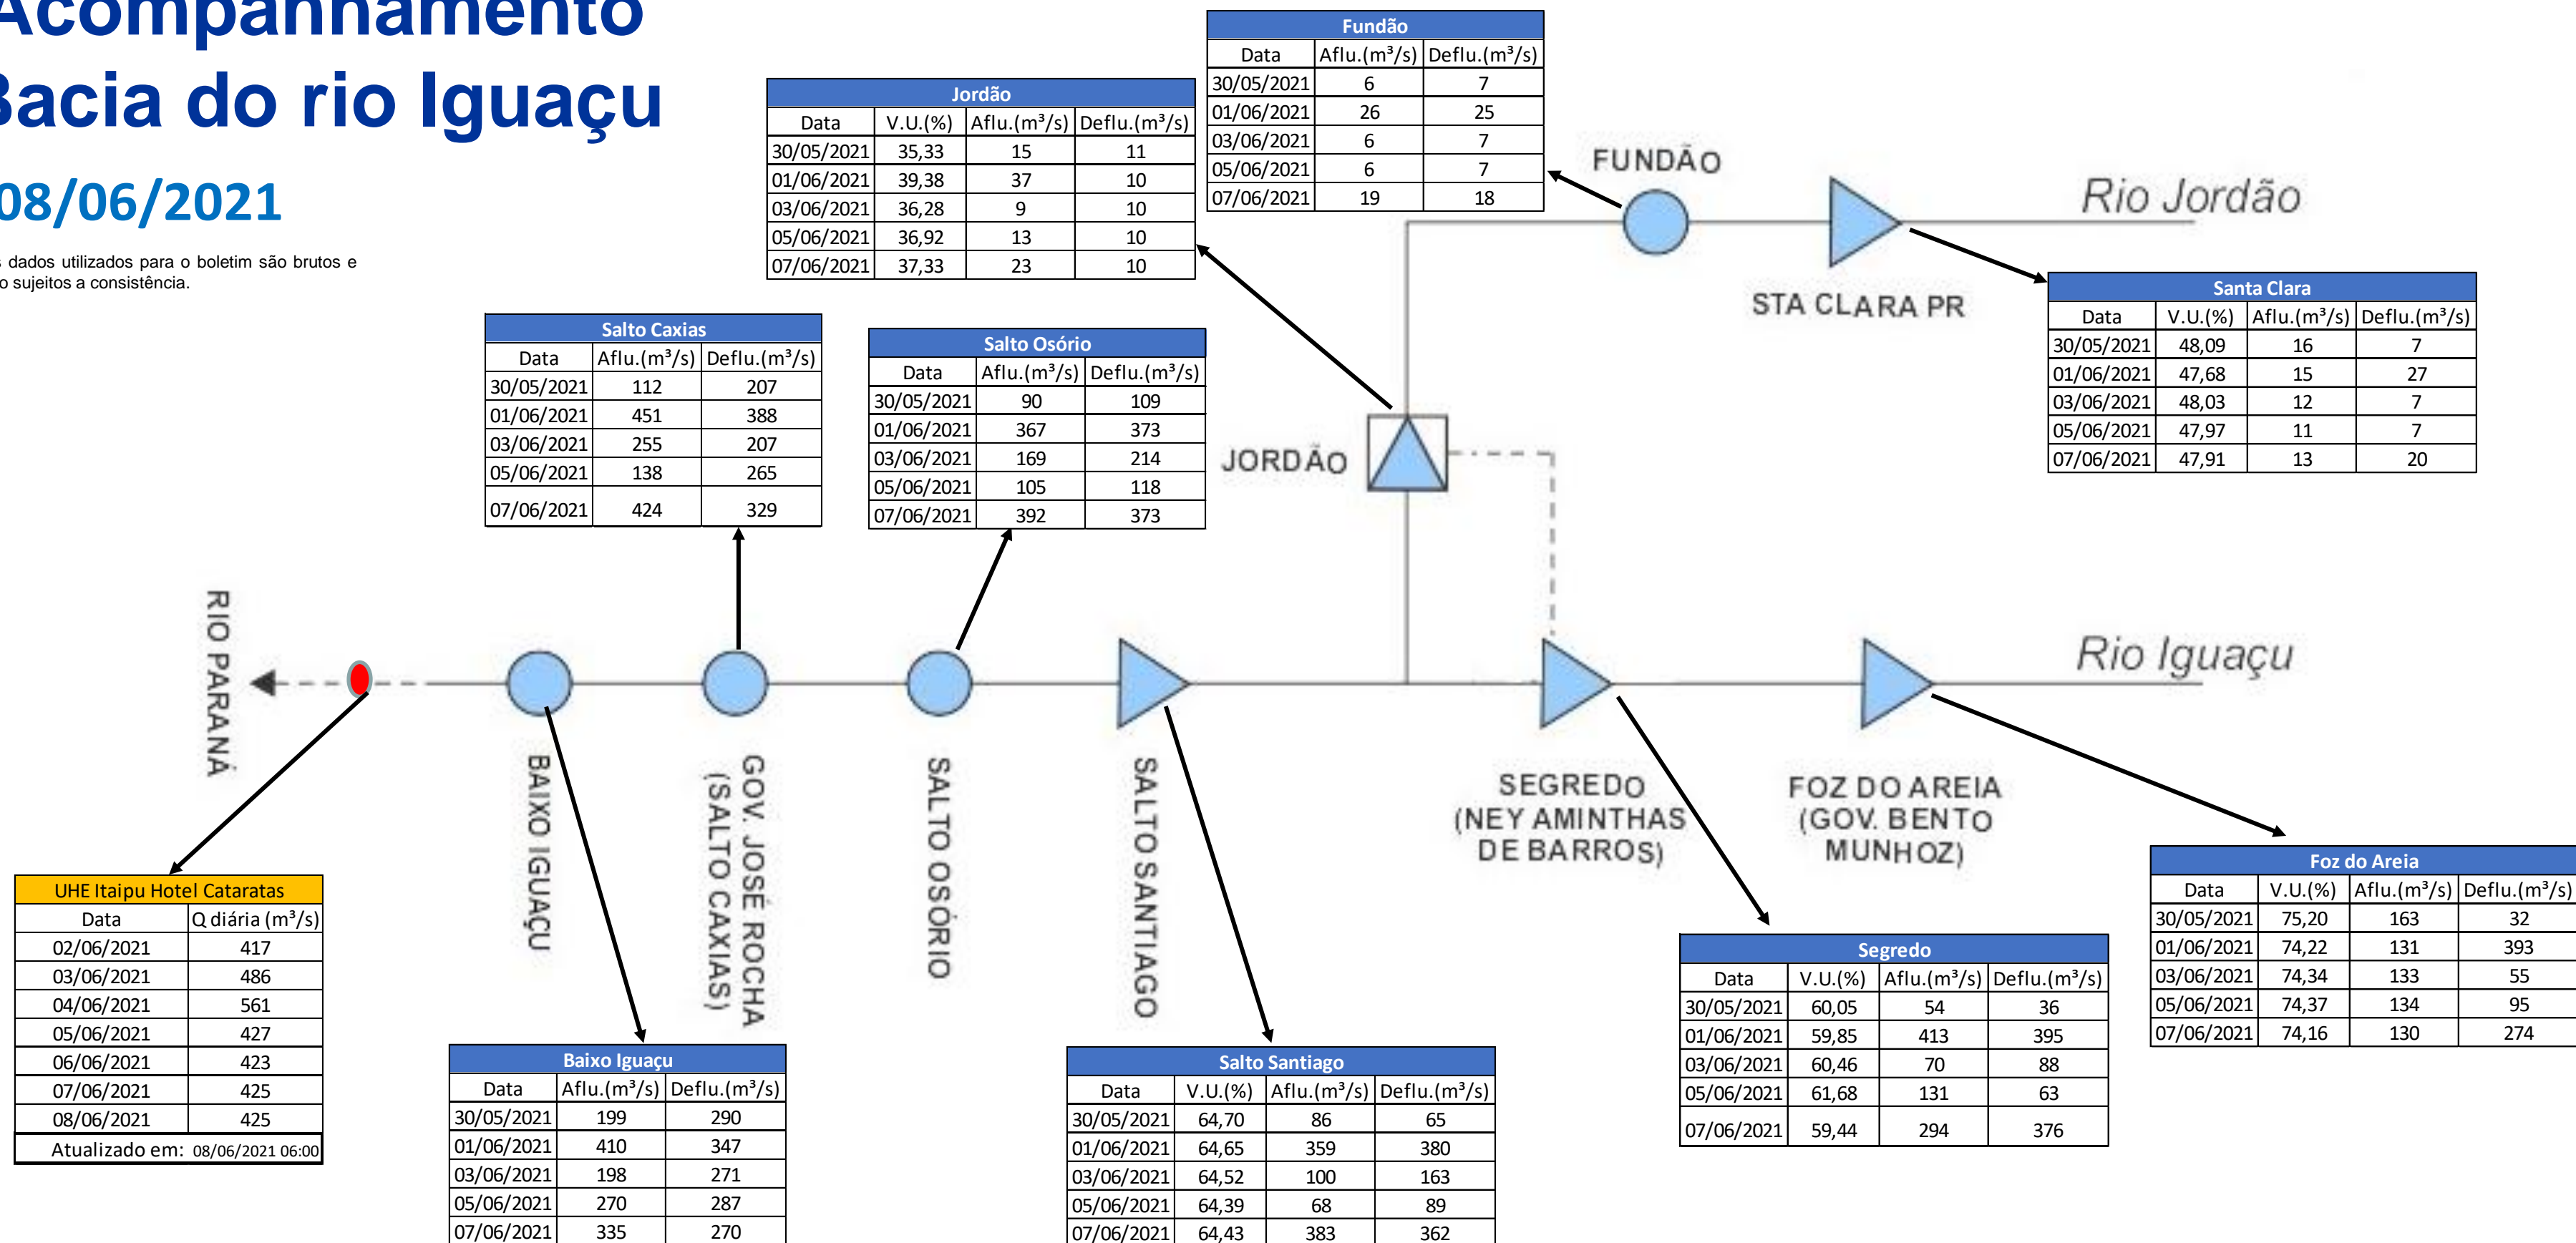 Acompanhamento
Bacia do rio Iguaçu
08/06/2021
s dados utilizados para o boletim são brutos e
o sujeitos a consistência.
Fundão
Data Aflu.(m³/s) Deflu.(m³/s)
30/05/2021 6 7
01/06/2021 26 25
03/06/2021 6 7
05/06/2021 6 7
07/06/2021 19 18
Jordão
Data V.U.(%) Aflu.(m³/s) Deflu.(m³/s)
30/05/2021 35,33 15 11
01/06/2021 39,38 37 10
03/06/2021 36,28 9 10
05/06/2021 36,92 13 10
07/06/2021 37,33 23 10
FUNDÃO
Rio Jordão
STA CLARA PR
Santa Clara
Data V.U.(%) Aflu.(m³/s) Deflu.(m³/s)
30/05/2021 48,09 16 7
01/06/2021 47,68 15 27
03/06/2021 48,03 12 7
05/06/2021 47,97 11 7
07/06/2021 47,91 13 20
Salto Caxias
Data Aflu.(m³/s) Deflu.(m³/s)
30/05/2021 112 207
01/06/2021 451 388
03/06/2021 255 207
05/06/2021 138 265
07/06/2021 424 329
Salto Osório
Data Aflu.(m³/s) Deflu.(m³/s)
30/05/2021 90 109
01/06/2021 367 373
03/06/2021 169 214
05/06/2021 105 118
07/06/2021 392 373
JORDÃO
RIO PARANÁ
Rio Iguaçu
BAIXO IGUAÇU
GOV. JOSÉ ROCHA
(SALTO CAXIAS)
SALTO OSÓRIO
SALTO SANTIAGO
SEGREDO
(NEY AMINTHAS
DE BARROS)
FOZ DO AREIA
(GOV. BENTO
MUNHOZ)
UHE Itaipu Hotel Cataratas
Data Q diária (m³/s)
02/06/2021 417
03/06/2021 486
04/06/2021 561
05/06/2021 427
06/06/2021 423
07/06/2021 425
08/06/2021 425
Atualizado em: 08/06/2021 06:00
Baixo Iguaçu
Data Aflu.(m³/s) Deflu.(m³/s)
30/05/2021 199 290
01/06/2021 410 347
03/06/2021 198 271
05/06/2021 270 287
07/06/2021 335 270
Salto Santiago
Data V.U.(%) Aflu.(m³/s) Deflu.(m³/s)
30/05/2021 64,70 86 65
01/06/2021 64,65 359 380
03/06/2021 64,52 100 163
05/06/2021 64,39 68 89
07/06/2021 64,43 383 362
Segredo
Data V.U.(%) Aflu.(m³/s) Deflu.(m³/s)
30/05/2021 60,05 54 36
01/06/2021 59,85 413 395
03/06/2021 60,46 70 88
05/06/2021 61,68 131 63
07/06/2021 59,44 294 376
Foz do Areia
Data V.U.(%) Aflu.(m³/s) Deflu.(m³/s)
30/05/2021 75,20 163 32
01/06/2021 74,22 131 393
03/06/2021 74,34 133 55
05/06/2021 74,37 134 95
07/06/2021 74,16 130 274